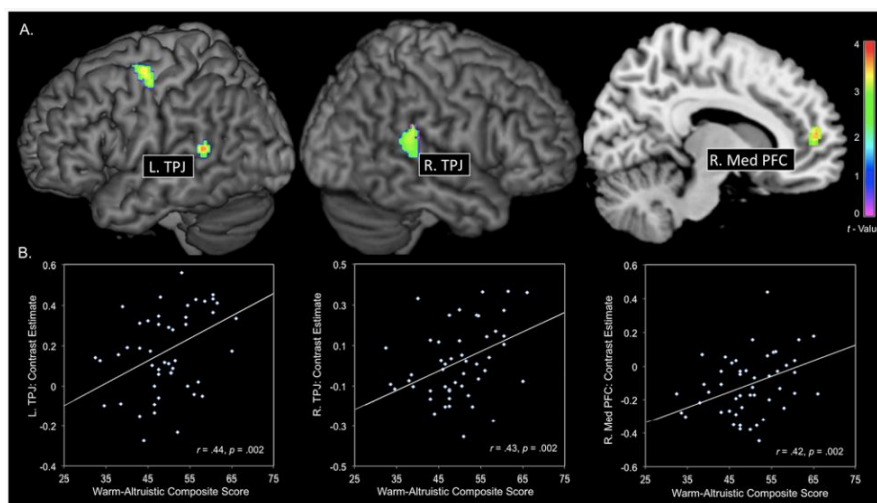 A.
L. TPJ
R. TPJ
R. Med PFC
4
3
2
1
0
t - Valu
B.
L. TPJ: Contrast Estimate
0.6
0.4
0.2
0
-0.2
-0.4
25 35 45 55 65 75
r = .44, p = .002
Warm-Altruistic Composite Score
R. TPJ: Contrast Estimate
0.5
0.3
0.1
-0.1
-0.3
-0.5
25 35 45 55 65 75
r = .43, p = .002
Warm-Altruistic Composite Score
R. Med PFC: Contrast Estimate
0.6
0.4
0.2
0
-0.2
-0.4
-0.6
25 35 45 55 65 75
r = .42, p = .002
Warm-Altruistic Composite Score